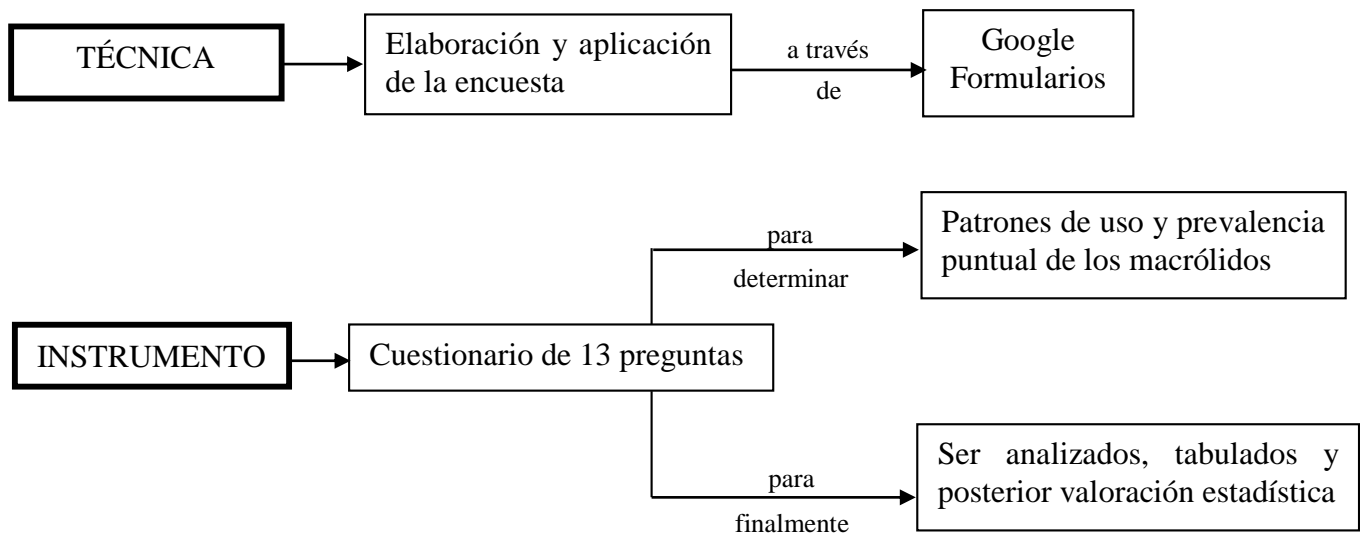 TÉCNICA
Elaboración y aplicación
de la encuesta
a través
de
Google
Formularios
INSTRUMENTO
Cuestionario de 13 preguntas
para
determinar
Patrones de uso y prevalencia
puntual de los macrólidos
para
finalmente
Ser analizados, tabulados y
posterior valoración estadística